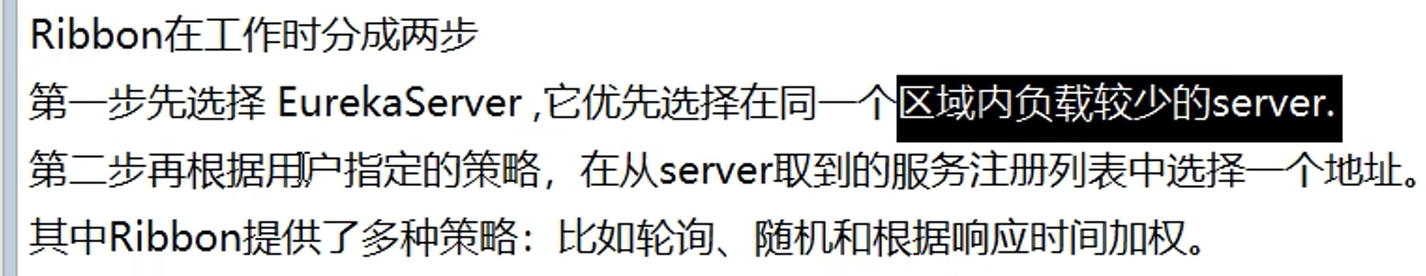 Ribbon在工作时分成两步
第一步先选择 EurekaServer ,它优先选择在同一个区域内负载较少的server.
第二步再根据用户指定的策略，在从server取到的服务注册列表中选择一个地址。
其中Ribbon提供了多种策略：比如轮询、随机和根据响应时间加权。